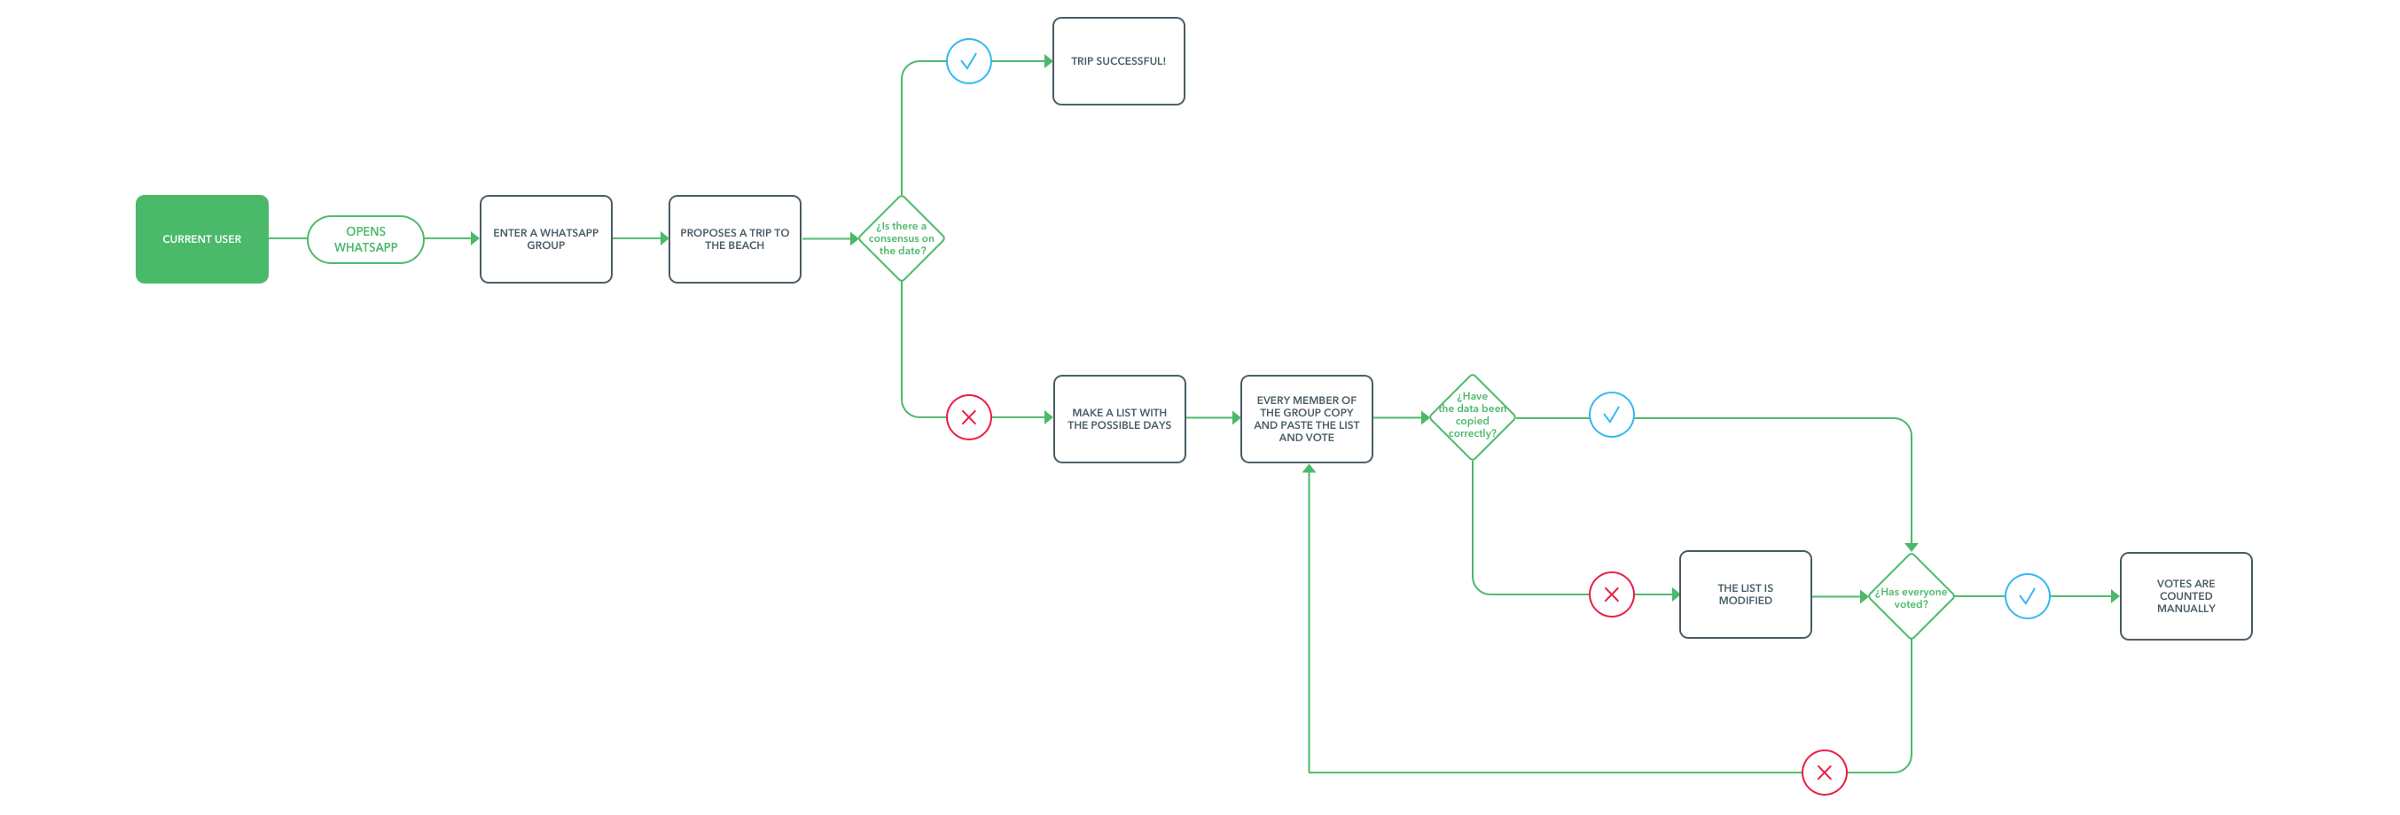 TRIP SUCCESSFUL!
CURRENT USER
OPENS
WHATSAPP
ENTER A WHATSAPP
GROUP
PROPOSES A TRIP TO
THE BEACH
¿Is there a
consensus on
the date?
MAKE A LIST WITH
THE POSSIBLE DAYS
EVERY MEMBER OF
THE GROUP COPY
AND PASTE THE LIST
AND VOTE
¿Have
the data been
copied
correctly?
THE LIST IS
MODIFIED
¿Has everyone
voted?
VOTES ARE
COUNTED
MANUALLY